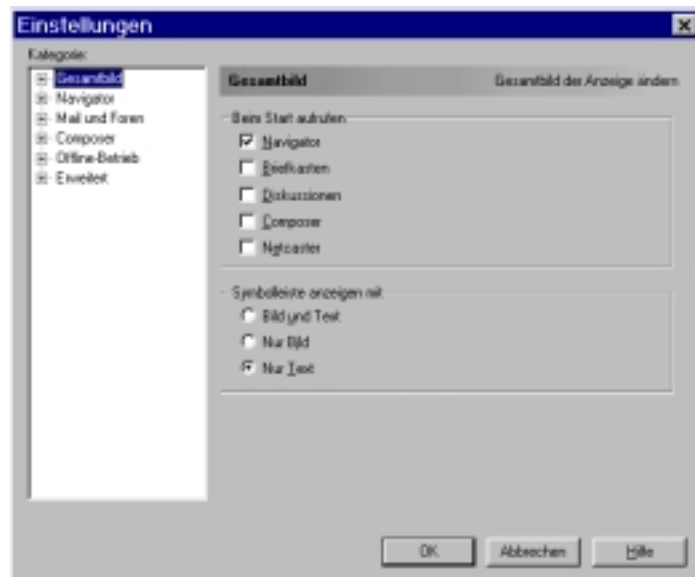 Einstellungen
Kategorie:
Gesamtbild
Navigator
Mail und Foren
Composer
Offline-Betrieb
Erweitert
Gesamtbild Gesamtbild der Anzeige ändern
Beim Start aufrufen
Navigator
Briefkasten
Diskussionen
Composer
Netcaster
Symbolleiste anzeigen mit
Bild und Text
Nur Bild
Nur Text
OK Abbrechen Hilfe